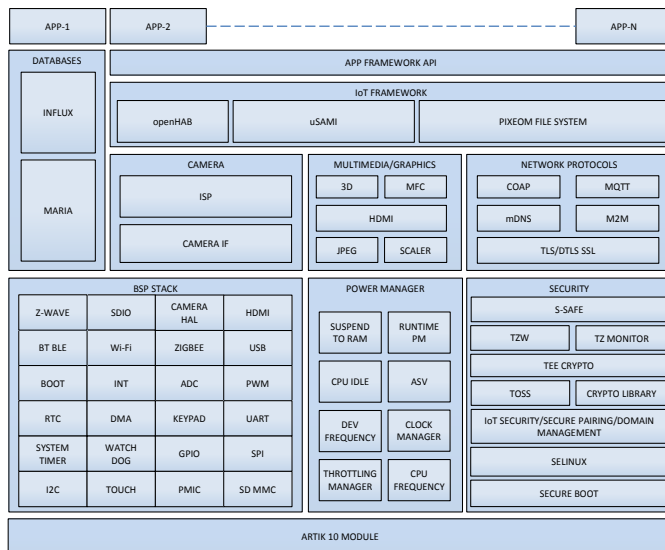 APP-1
APP-2
APP-N
DATABASES
INFLUX
MARIA
APP FRAMEWORK API
IoT FRAMEWORK
openHAB
uSAMI
PIXEOM FILE SYSTEM
CAMERA
ISP
CAMERA IF
MULTIMEDIA/GRAPHICS
3D
MFC
HDMI
JPEG
SCALER
NETWORK PROTOCOLS
COAP
MQTT
mDNS
M2M
TLS/DTLS SSL
BSP STACK
Z-WAVE
SDIO
CAMERA
HAL
HDMI
BT BLE
Wi-Fi
ZIGBEE
USB
BOOT
INT
ADC
PWM
RTC
DMA
KEYPAD
UART
SYSTEM
TIMER
WATCH
DOG
GPIO
SPI
I2C
TOUCH
PMIC
SD MMC
POWER MANAGER
SUSPEND
TO RAM
RUNTIME
PM
CPU IDLE
ASV
DEV
FREQUENCY
CLOCK
MANAGER
THROTTLING
MANAGER
CPU
FREQUENCY
SECURITY
S-SAFE
TZW
TZ MONITOR
TEE CRYPTO
TOSS
CRYPTO LIBRARY
IoT SECURITY/SECURE PAIRING/DOMAIN
MANAGEMENT
SELINUX
SECURE BOOT
ARTIK 10 MODULE